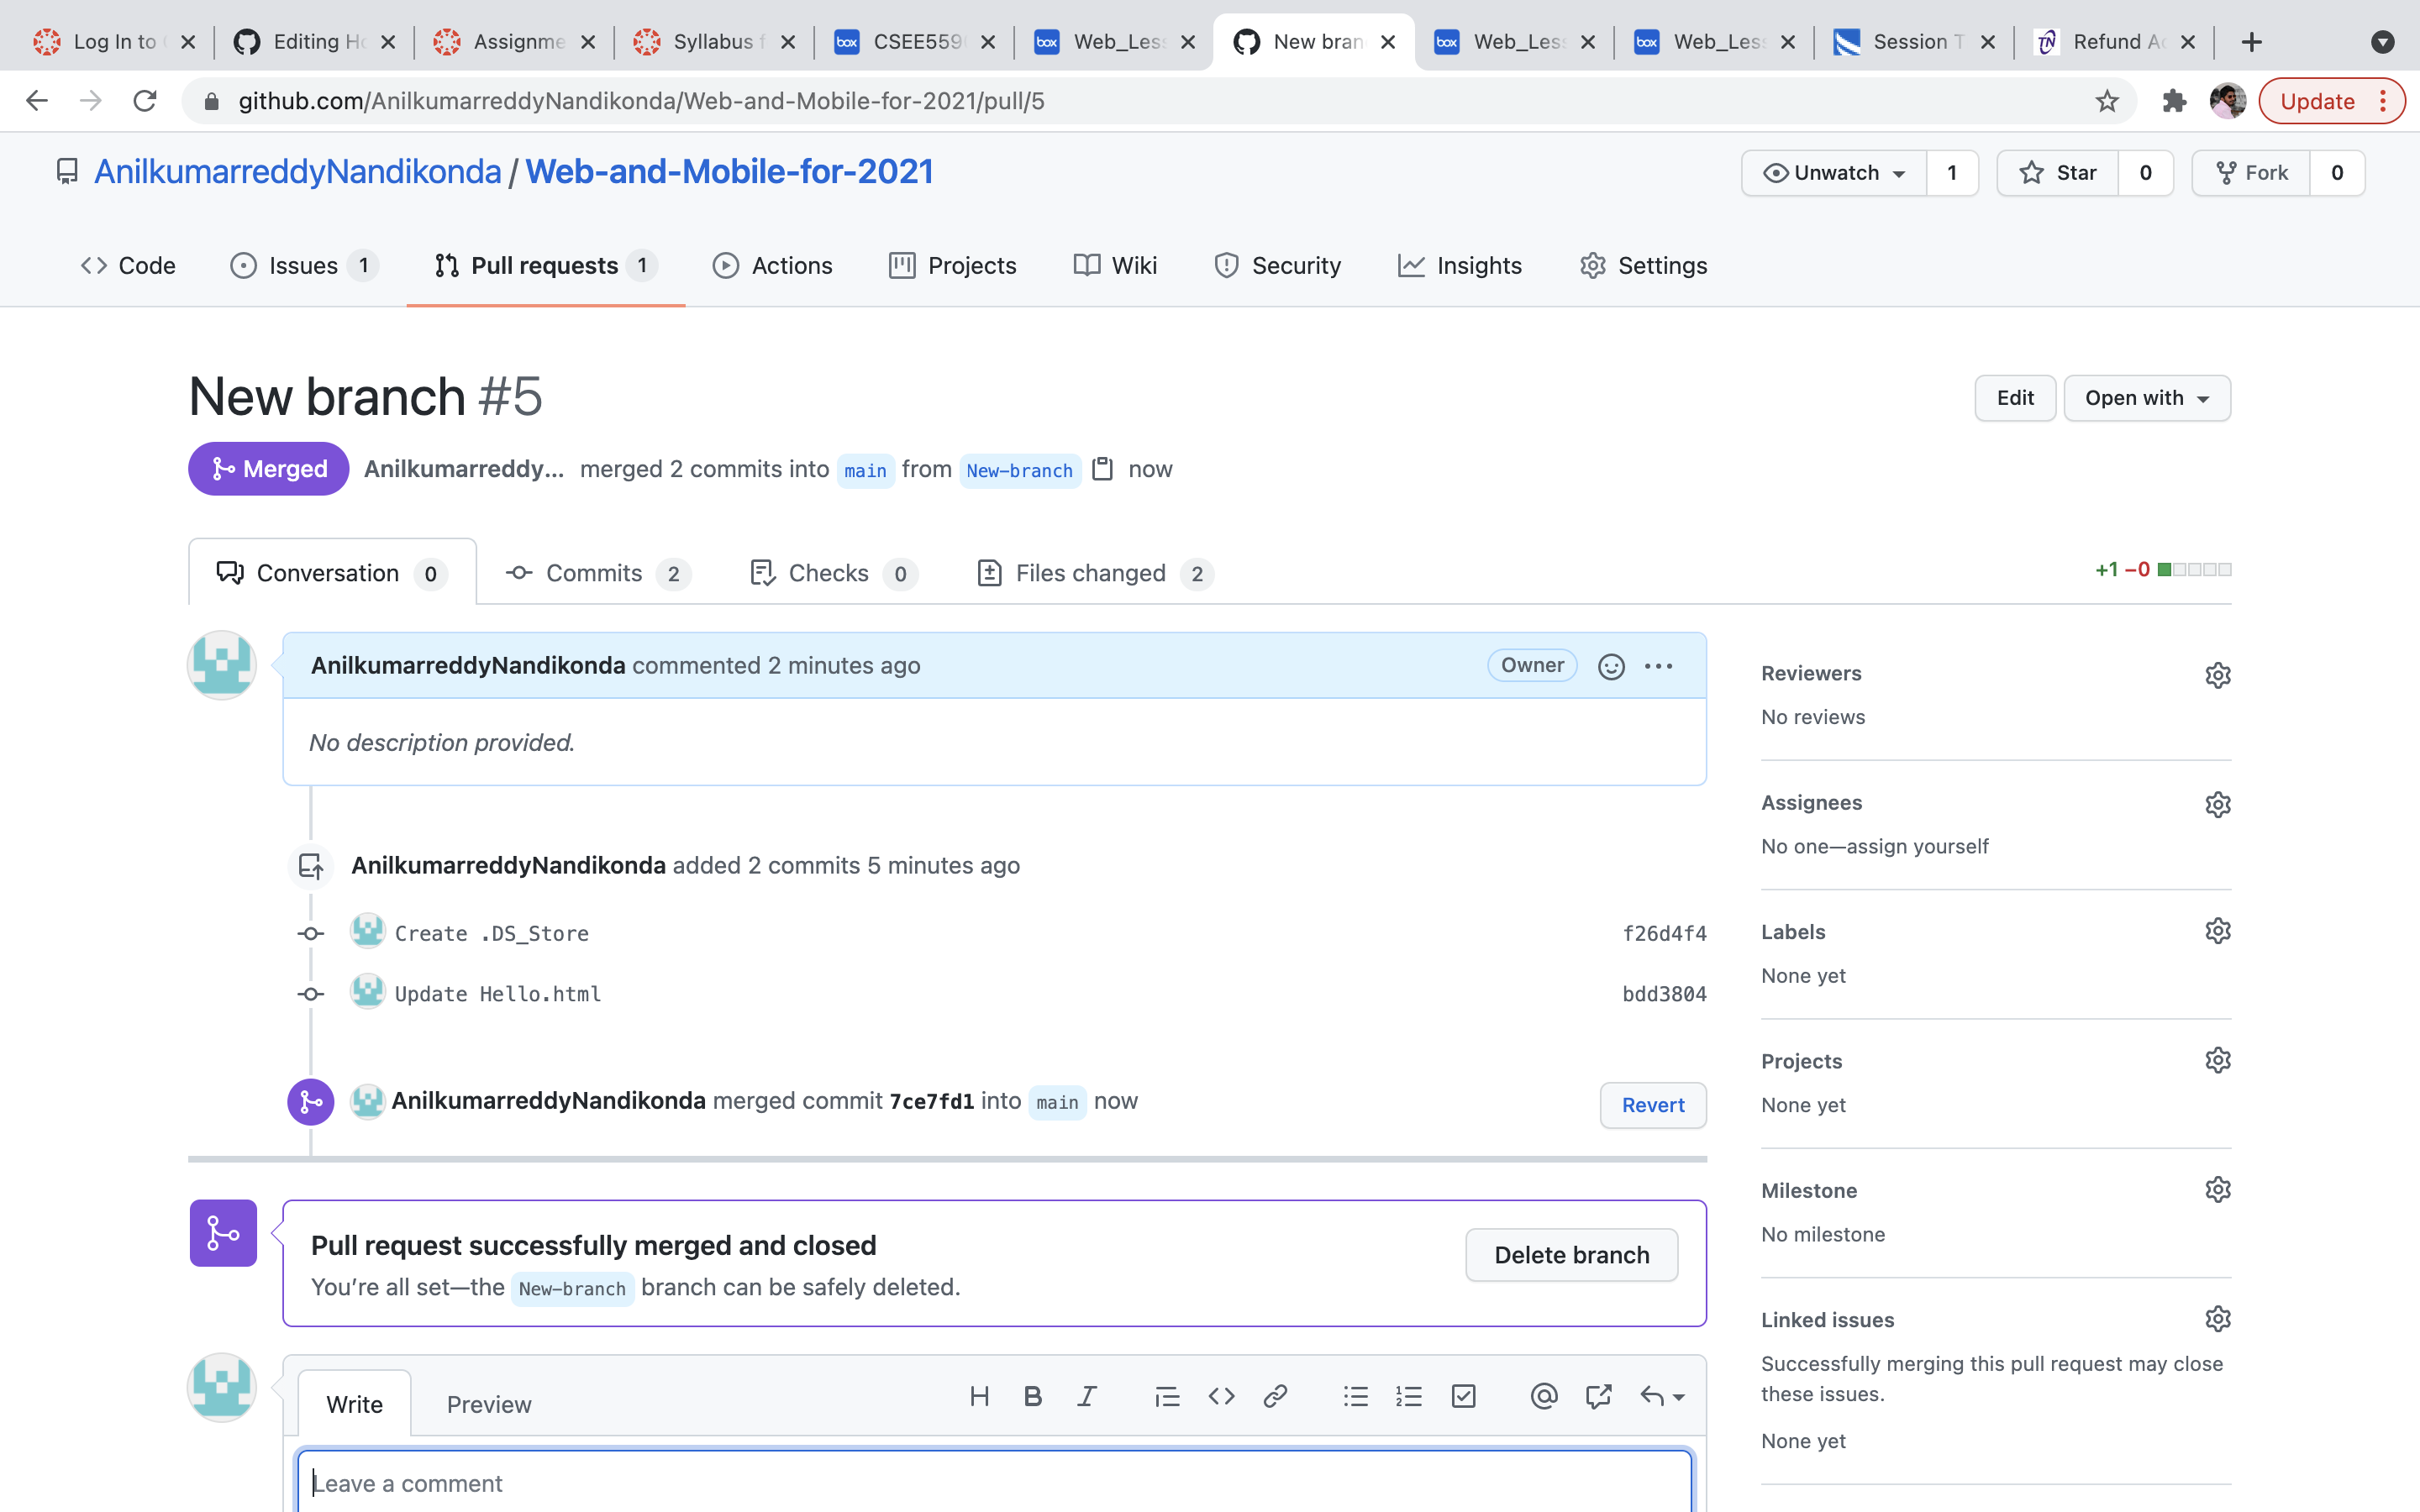 Log In to
Editing Ho
Assignme
Syllabus f
box
CSEE559
box
Web_Les
New bran
box
Web_Les
box
Web_Les
Session T
TN
Refund A
github.com/AnilkumarreddyNandikonda/Web-and-Mobile-for-2021/pull/5
Update
AnilkumarreddyNandikonda / Web-and-Mobile-for-2021
Unwatch 1
Star 0
Fork 0
Code
Issues 1
Pull requests 1
Actions
Projects
Wiki
Security
Insights
Settings
New branch #5
Edit
Open with
Merged
Anilkumarreddy... merged 2 commits into main from New-branch now
Conversation 0
Commits 2
Checks 0
Files changed 2
+1 −0
AnilkumarreddyNandikonda commented 2 minutes ago
Owner
No description provided.
AnilkumarreddyNandikonda added 2 commits 5 minutes ago
Create .DS_Store
f26d4f4
Update Hello.html
bdd3804
AnilkumarreddyNandikonda merged commit 7ce7fd1 into main now
Revert
Pull request successfully merged and closed
You’re all set—the New-branch branch can be safely deleted.
Delete branch
Write
Preview
Leave a comment
Reviewers
No reviews
Assignees
No one—assign yourself
Labels
None yet
Projects
None yet
Milestone
No milestone
Linked issues
Successfully merging this pull request may close
these issues.
None yet